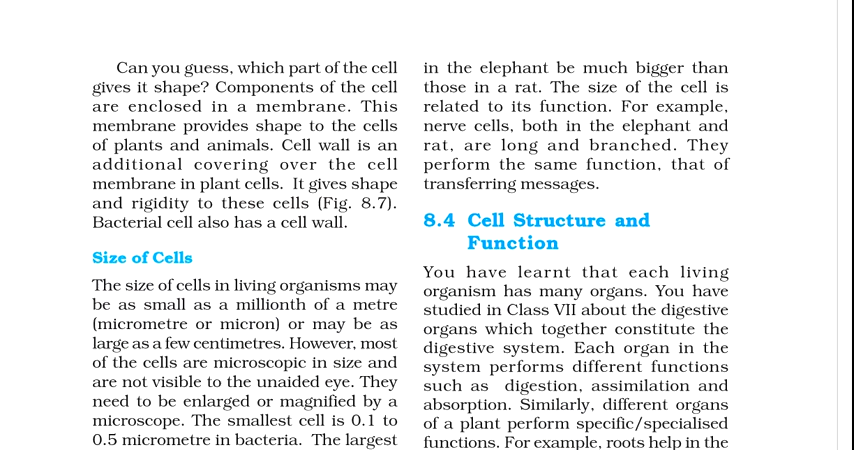 Can you guess, which part of the cell
gives it shape? Components of the cell
are enclosed in a membrane. This
membrane provides shape to the cells
of plants and animals. Cell wall is an
additional covering over the cell
membrane in plant cells. It gives shape
and rigidity to these cells (Fig. 8.7).
Bacterial cell also has a cell wall.
Size of Cells
The size of cells in living organisms may
be as small as a millionth of a metre
(micrometre or micron) or may be as
large as a few centimetres. However, most
of the cells are microscopic in size and
are not visible to the unaided eye. They
need to be enlarged or magnified by a
microscope. The smallest cell is 0.1 to
0.5 micrometre in bacteria. The largest
in the elephant be much bigger than
those in a rat. The size of the cell is
related to its function. For example,
nerve cells, both in the elephant and
rat, are long and branched. They
perform the same function, that of
transferring messages.
8.4 Cell Structure and
Function
You have learnt that each living
organism has many organs. You have
studied in Class VII about the digestive
organs which together constitute the
digestive system. Each organ in the
system performs different functions
such as digestion, assimilation and
absorption. Similarly, different organs
of a plant perform specific/specialised
functions. For example, roots help in the